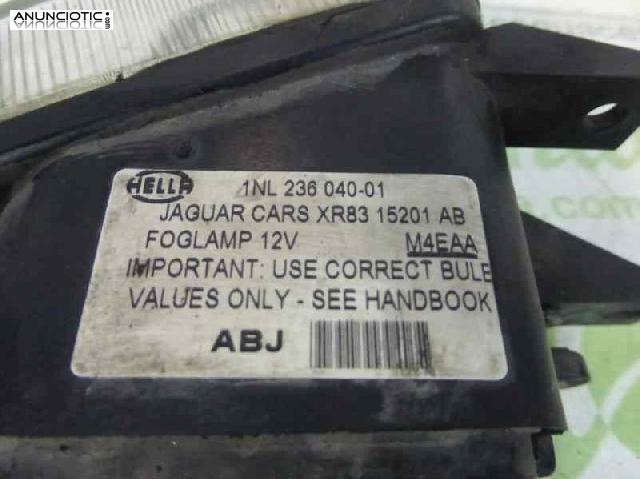 ANUNCIOTIC
HELLA 1NL 236 040-01
JAGUAR CARS XR83 15201 AB
FOGLAMP 12V M4EAA
IMPORTANT: USE CORRECT BULB
VALUES ONLY - SEE HANDBOOK
ABJ